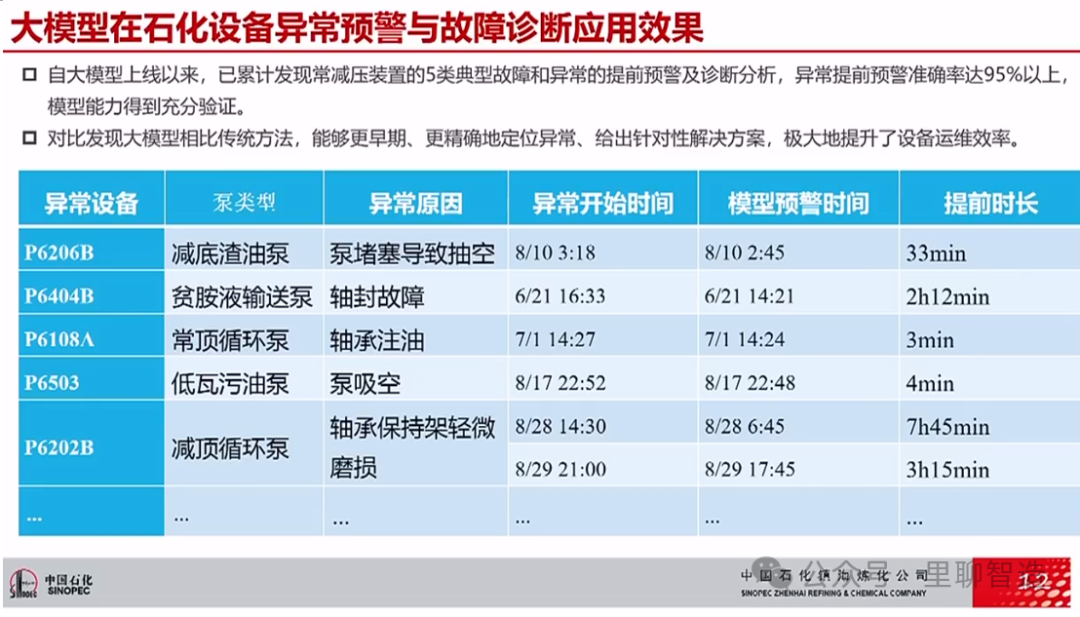 大模型在石化设备异常预警与故障诊断应用效果
自大模型上线以来，已累计发现常减压装置的5类典型故障和异常的提前预警及诊断分析，异常提前预警准确率达95%以上，
模型能力得到充分验证。
对比发现大模型相比传统方法，能够更早期、更精确地定位异常、给出针对性解决方案，极大地提升了设备运维效率。
异常设备 泵类型 异常原因 异常开始时间 模型预警时间 提前时长
P6206B 减底渣油泵 泵堵塞导致抽空 8/10 3:18 8/10 2:45 33min
P6404B 贫胺液输送泵 轴封故障 6/21 16:33 6/21 14:21 2h12min
P6108A 常顶循环泵 轴承注油 7/1 14:27 7/1 14:24 3min
P6503 低瓦污油泵 泵吸空 8/17 22:52 8/17 22:48 4min
P6202B 减顶循环泵 轴承保持架轻微 8/28 14:30 8/28 6:45 7h45min
磨损 8/29 21:00 8/29 17:45 3h15min
... ... ... ... ... ...
中国石化
SINOPEC
中国石化镇海炼化公司
SINOPEC ZHENHAI REFINING & CHEMICAL COMPANY
公众号 里聊智造
12